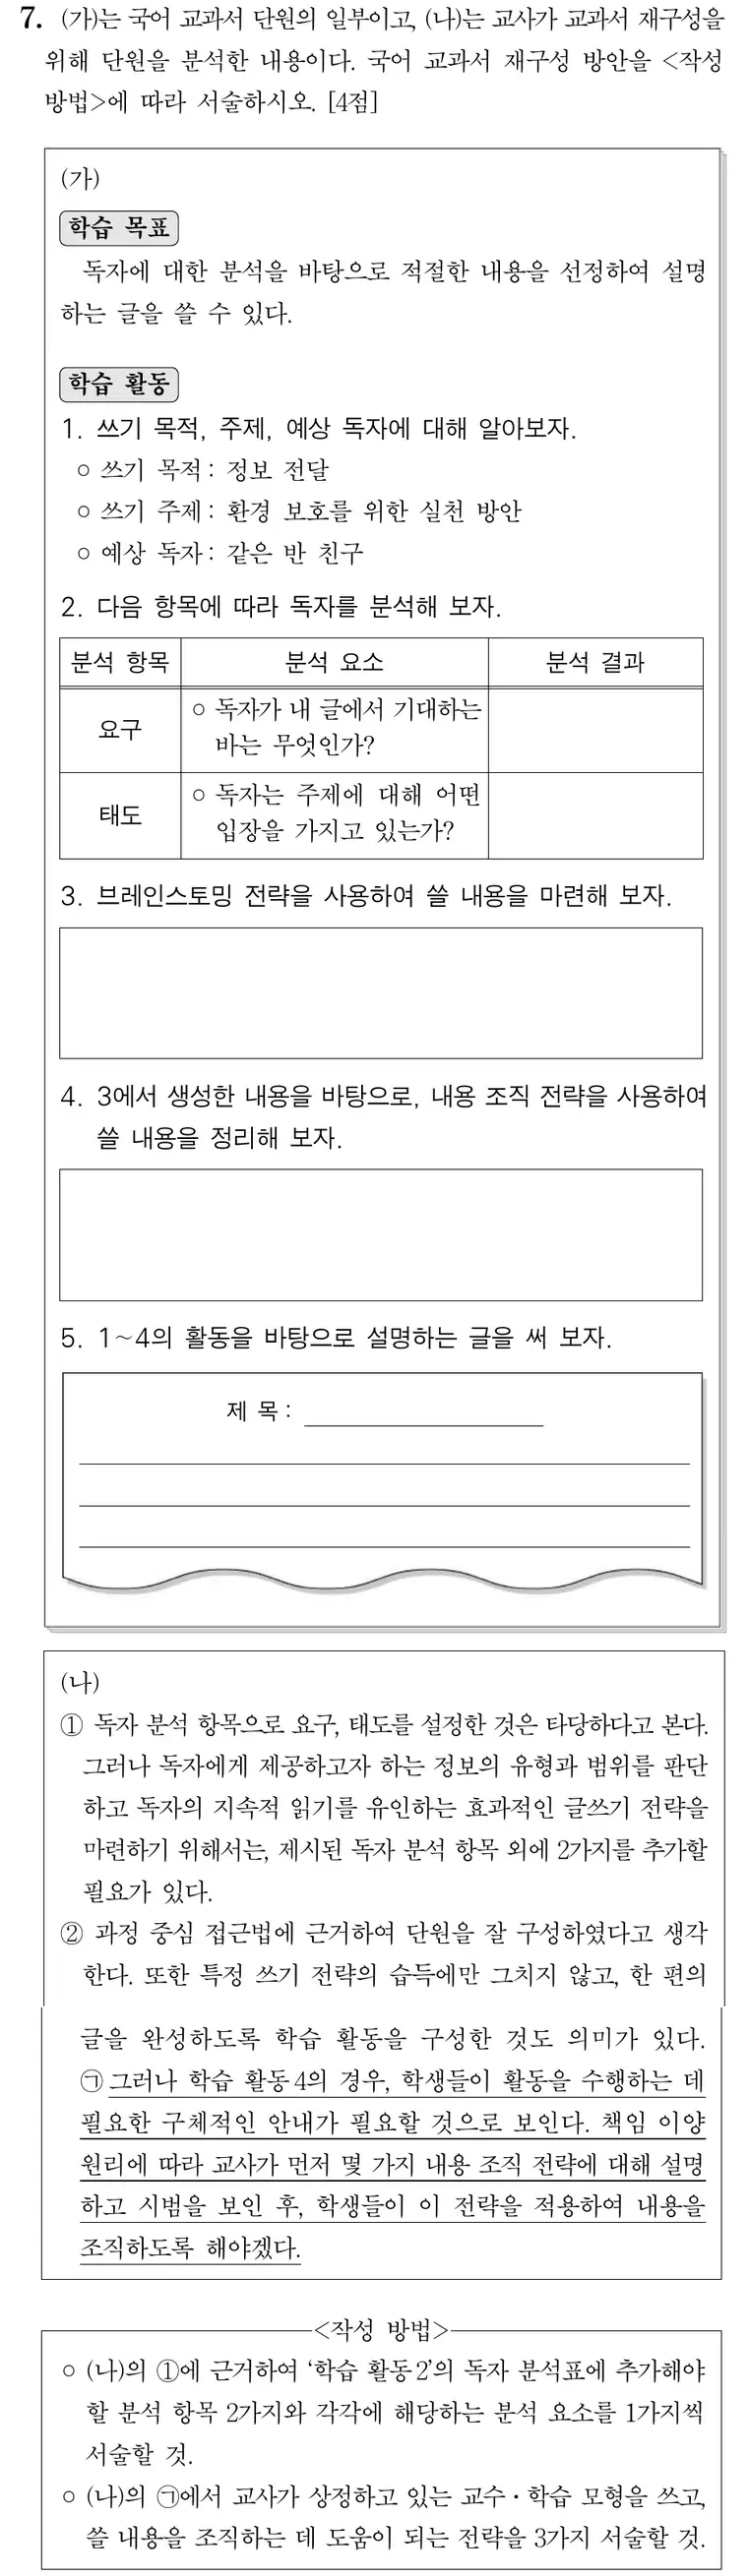 7. (가)는 국어 교과서 단원의 일부이고, (나)는 교사가 교과서 재구성을
위해 단원을 분석한 내용이다. 국어 교과서 재구성 방안을 <작성
방법>에 따라 서술하시오. [4점]
(가)
학습 목표
독자에 대한 분석을 바탕으로 적절한 내용을 선정하여 설명
하는 글을 쓸 수 있다.
학습 활동
1. 쓰기 목적, 주제, 예상 독자에 대해 알아보자.
○ 쓰기 목적: 정보 전달
○ 쓰기 주제: 환경 보호를 위한 실천 방안
○ 예상 독자: 같은 반 친구
2. 다음 항목에 따라 독자를 분석해 보자.
분석 항목 분석 요소 분석 결과
요구 ○ 독자가 내 글에서 기대하는
바는 무엇인가?
태도 ○ 독자는 주제에 대해 어떤
입장을 가지고 있는가?
3. 브레인스토밍 전략을 사용하여 쓸 내용을 마련해 보자.
4. 3에서 생성한 내용을 바탕으로, 내용 조직 전략을 사용하여
쓸 내용을 정리해 보자.
5. 1~4의 활동을 바탕으로 설명하는 글을 써 보자.
제 목:
(나)
① 독자 분석 항목으로 요구, 태도를 설정한 것은 타당하다고 본다.
그러나 독자에게 제공하고자 하는 정보의 유형과 범위를 판단
하고 독자의 지속적 읽기를 유인하는 효과적인 글쓰기 전략을
마련하기 위해서는, 제시된 독자 분석 항목 외에 2가지를 추가할
필요가 있다.
② 과정 중심 접근법에 근거하여 단원을 잘 구성하였다고 생각
한다. 또한 특정 쓰기 전략의 습득에만 그치지 않고, 한 편의
글을 완성하도록 학습 활동을 구성한 것도 의미가 있다.
㉠ 그러나 학습 활동 4의 경우, 학생들이 활동을 수행하는 데
필요한 구체적인 안내가 필요할 것으로 보인다. 책임 이양
원리에 따라 교사가 먼저 몇 가지 내용 조직 전략에 대해 설명
하고 시범을 보인 후, 학생들이 이 전략을 적용하여 내용을
조직하도록 해야겠다.
<작성 방법>
○ (나)의 ①에 근거하여 ‘학습 활동 2’의 독자 분석표에 추가해야
할 분석 항목 2가지와 각각에 해당하는 분석 요소를 1가지씩
서술할 것.
○ (나)의 ㉠에서 교사가 상정하고 있는 교수·학습 모형을 쓰고,
쓸 내용을 조직하는 데 도움이 되는 전략을 3가지 서술할 것.